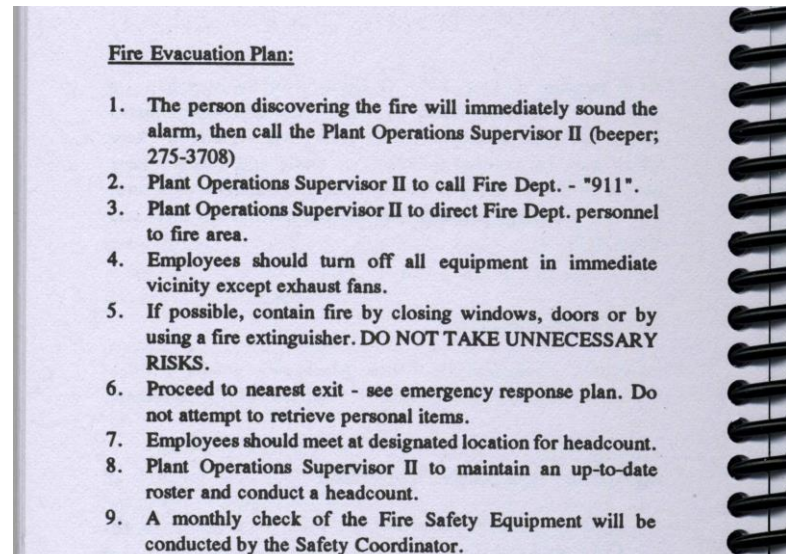 Fire Evacuation Plan:
1. The person discovering the fire will immediately sound the
alarm, then call the Plant Operations Supervisor II (beeper;
275-3708)
2. Plant Operations Supervisor II to call Fire Dept. - "911".
3. Plant Operations Supervisor II to direct Fire Dept. personnel
to fire area.
4. Employees should turn off all equipment in immediate
vicinity except exhaust fans.
5. If possible, contain fire by closing windows, doors or by
using a fire extinguisher. DO NOT TAKE UNNECESSARY
RISKS.
6. Proceed to nearest exit - see emergency response plan. Do
not attempt to retrieve personal items.
7. Employees should meet at designated location for headcount.
8. Plant Operations Supervisor II to maintain an up-to-date
roster and conduct a headcount.
9. A monthly check of the Fire Safety Equipment will be
conducted by the Safety Coordinator.